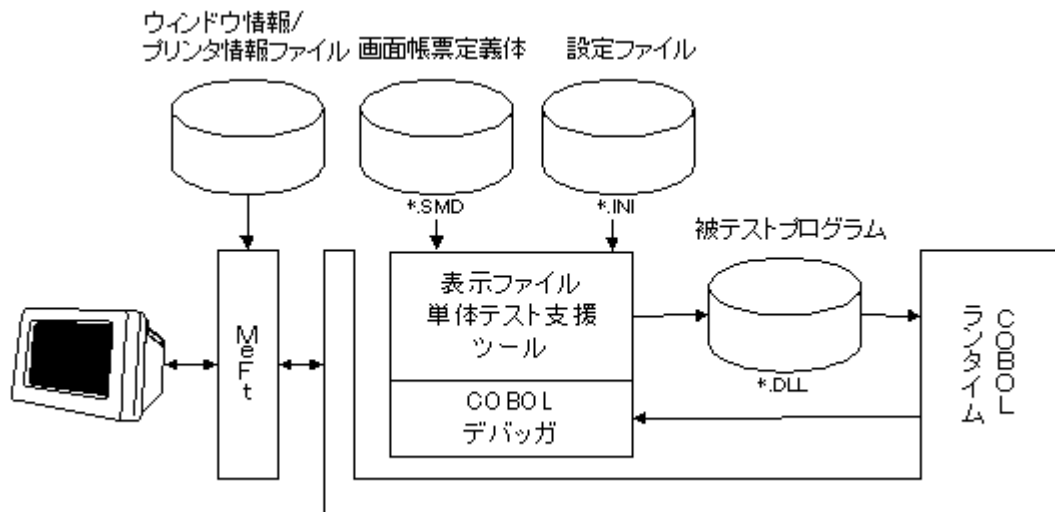 ウィンドウ情報/
プリンタ情報ファイル
画面帳票定義体
設定ファイル
*.SMD
*.INI
被テストプログラム
表示ファイル
単体テスト支援
ツール
MeFt
*.DLL
COBOL
デバッガ
COBOL
ランタイム